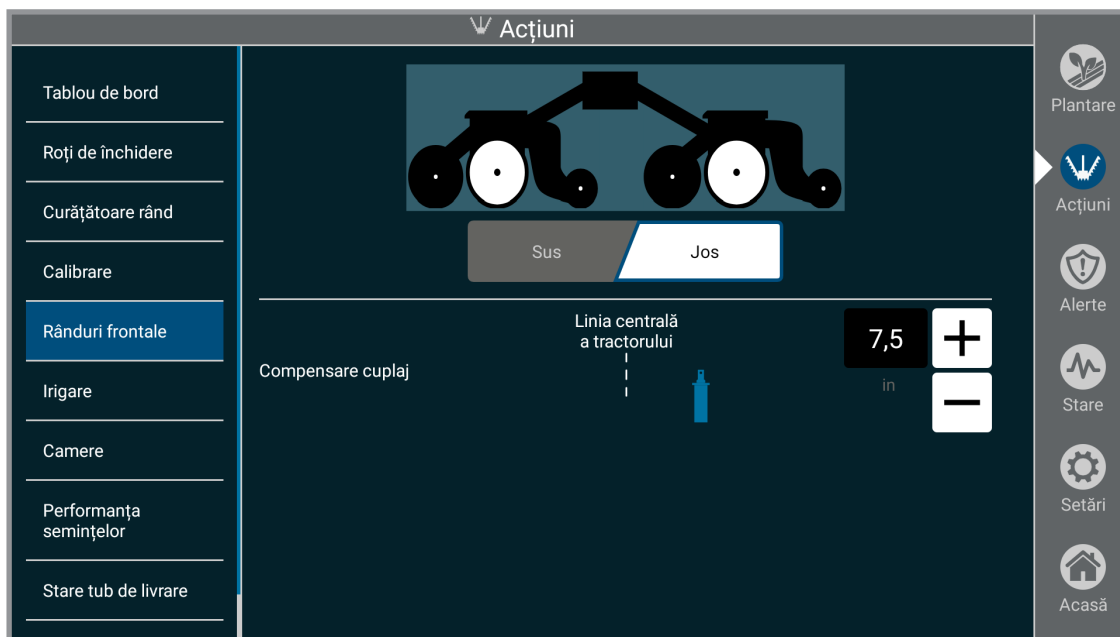 Acțiuni
Tablou de bord
Roți de închidere
Curățătoare rând
Calibrare
Rânduri frontale
Irigare
Camere
Performanța
semințelor
Stare tub de livrare
Sus
Jos
Linia centrală
a tractorului
Compensare cuplaj
7,5
in
Plantare
Acțiuni
Alerte
Stare
Setări
Acasă